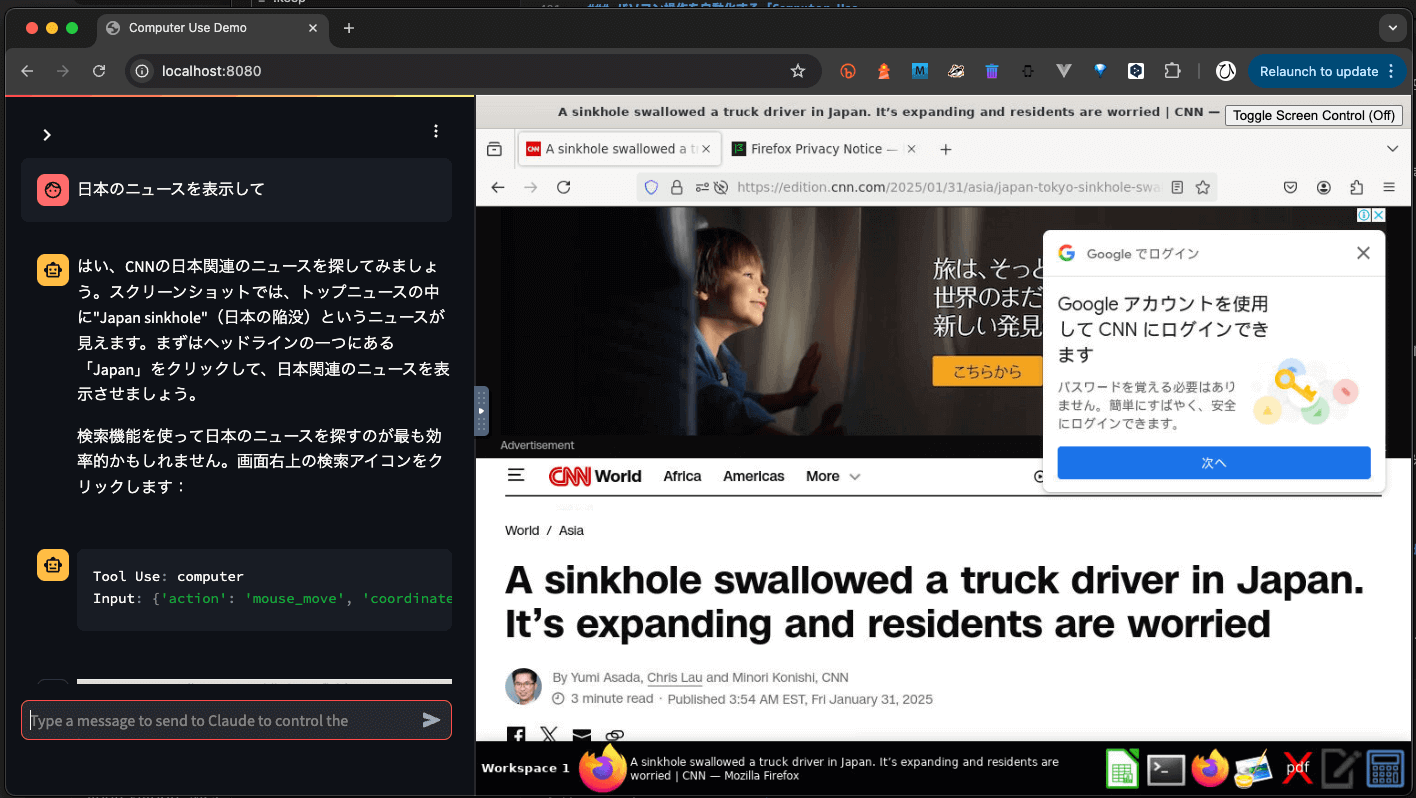 Computer Use Demo
localhost:8080
Relaunch to update
日本のニュースを表示して
はい、CNNの日本関連のニュースを探してみましょ
う。スクリーンショットでは、トップニュースの中
に"Japan sinkhole"（日本の陥没）というニュースが
見えます。まずはヘッドラインの一つにある
「Japan」をクリックして、日本関連のニュースを表
示させましょう。
検索機能を使って日本のニュースを探すのが最も効
率的かもしれません。画面右上の検索アイコンをク
リックします：
Tool Use: computer
Input: {'action': 'mouse_move', 'coordinate
Type a message to send to Claude to control the
A sinkhole swallowed a truck driver in Japan. It’s expanding and residents are worried | CNN —
Toggle Screen Control (Off)
CNN
A sinkhole swallowed a t
Firefox Privacy Notice —
https://edition.cnn.com/2025/01/31/asia/japan-tokyo-sinkhole-swa
旅は、そっと
世界のまだ
新しい発見
こちらから
Advertisement
Google でログイン
Google アカウントを使用
して CNN にログインでき
ます
パスワードを覚える必要はあり
ません。簡単にすばやく、安全
にログインできます。
次へ
CNN World
Africa
Americas
More
World / Asia
A sinkhole swallowed a truck driver in Japan.
It’s expanding and residents are worried
By Yumi Asada, Chris Lau and Minori Konishi, CNN
3 minute read · Published 3:54 AM EST, Fri January 31, 2025
Workspace 1
A sinkhole swallowed a truck driver in Japan. It’s expanding and residents are
worried | CNN — Mozilla Firefox
pdf